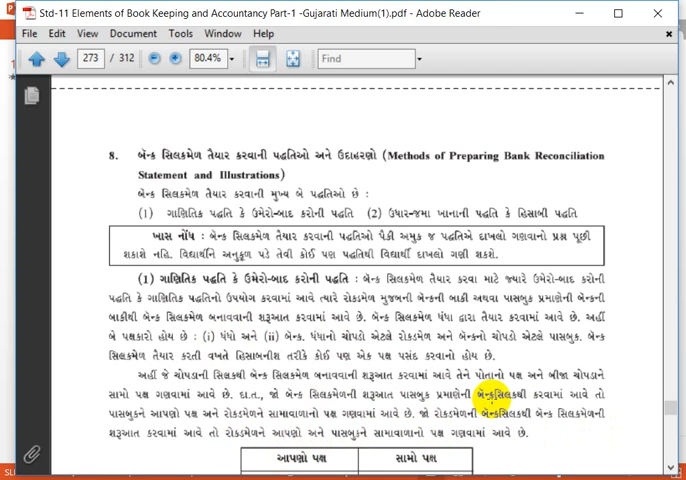 Std-11 Elements of Book Keeping and Accountancy Part-1 -Gujarati Medium(1).pdf - Adobe Reader
File Edit View Document Tools Window Help
273 / 312 80.4% Find
8. બૅન્ક સિલકમેળ તૈયાર કરવાની પદ્ધતિઓ અને ઉદાહરણો (Methods of Preparing Bank Reconciliation
Statement and Illustrations)
બૅન્ક સિલકમેળ તૈયાર કરવાની મુખ્ય બે પદ્ધતિઓ છે :
(1) ગાણિતિક પદ્ધતિ કે ઉમેરો-બાદ કરોની પદ્ધતિ (2) ઉધાર-જમા ખાનાની પદ્ધતિ કે હિસાબી પદ્ધતિ
ખાસ નોંધ : બૅન્ક સિલકમેળ તૈયાર કરવાની પદ્ધતિઓ પૈકી અમુક જ પદ્ધતિએ દાખલો ગણવાનો પ્રશ્ન પૂછી
શકાશે નહિ. વિદ્યાર્થીને અનુકૂળ પડે તેવી કોઈ પણ પદ્ધતિથી વિદ્યાર્થી દાખલો ગણી શકશે.
(1) ગાણિતિક પદ્ધતિ કે ઉમેરો-બાદ કરોની પદ્ધતિ : બૅન્ક સિલકમેળ તૈયાર કરવા માટે જ્યારે ઉમેરો-બાદ કરોની
પદ્ધતિ કે ગાણિતિક પદ્ધતિનો ઉપયોગ કરવામાં આવે ત્યારે રોકડમેળ મુજબની બૅન્કની બાકી અથવા પાસબુક પ્રમાણેની બૅન્કની
બાકીથી બૅન્ક સિલકમેળ બનાવવાની શરૂઆત કરવામાં આવે છે. બૅન્ક સિલકમેળ ધંધા દ્વારા તૈયાર કરવામાં આવે છે. અહીં
બે પક્ષકારો હોય છે : (i) ધંધો અને (ii) બૅન્ક. ધંધાનો ચોપડો એટલે રોકડમેળ અને બૅન્કનો ચોપડો એટલે પાસબુક. બૅન્ક
સિલકમેળ તૈયાર કરતી વખતે હિસાબનીશ તરીકે કોઈ પણ એક પક્ષ પસંદ કરવાનો હોય છે.
અહીં જે ચોપડાની સિલકથી બૅન્ક સિલકમેળ બનાવવાની શરૂઆત કરવામાં આવે તેને પોતાનો પક્ષ અને બીજા ચોપડાને
સામો પક્ષ ગણવામાં આવે છે. દા.ત., જો બૅન્ક સિલકમેળની શરૂઆત પાસબુક પ્રમાણેની બૅન્કસિલકથી કરવામાં આવે તો
પાસબુકને આપણો પક્ષ અને રોકડમેળને સામાવાળાનો પક્ષ ગણવામાં આવે છે. જો રોકડમેળની બૅન્કસિલકથી બૅન્ક સિલકમેળની
શરૂઆત કરવામાં આવે તો રોકડમેળને આપણો અને પાસબુકને સામાવાળાનો પક્ષ ગણવામાં આવે છે.
આપણો પક્ષ સામો પક્ષ